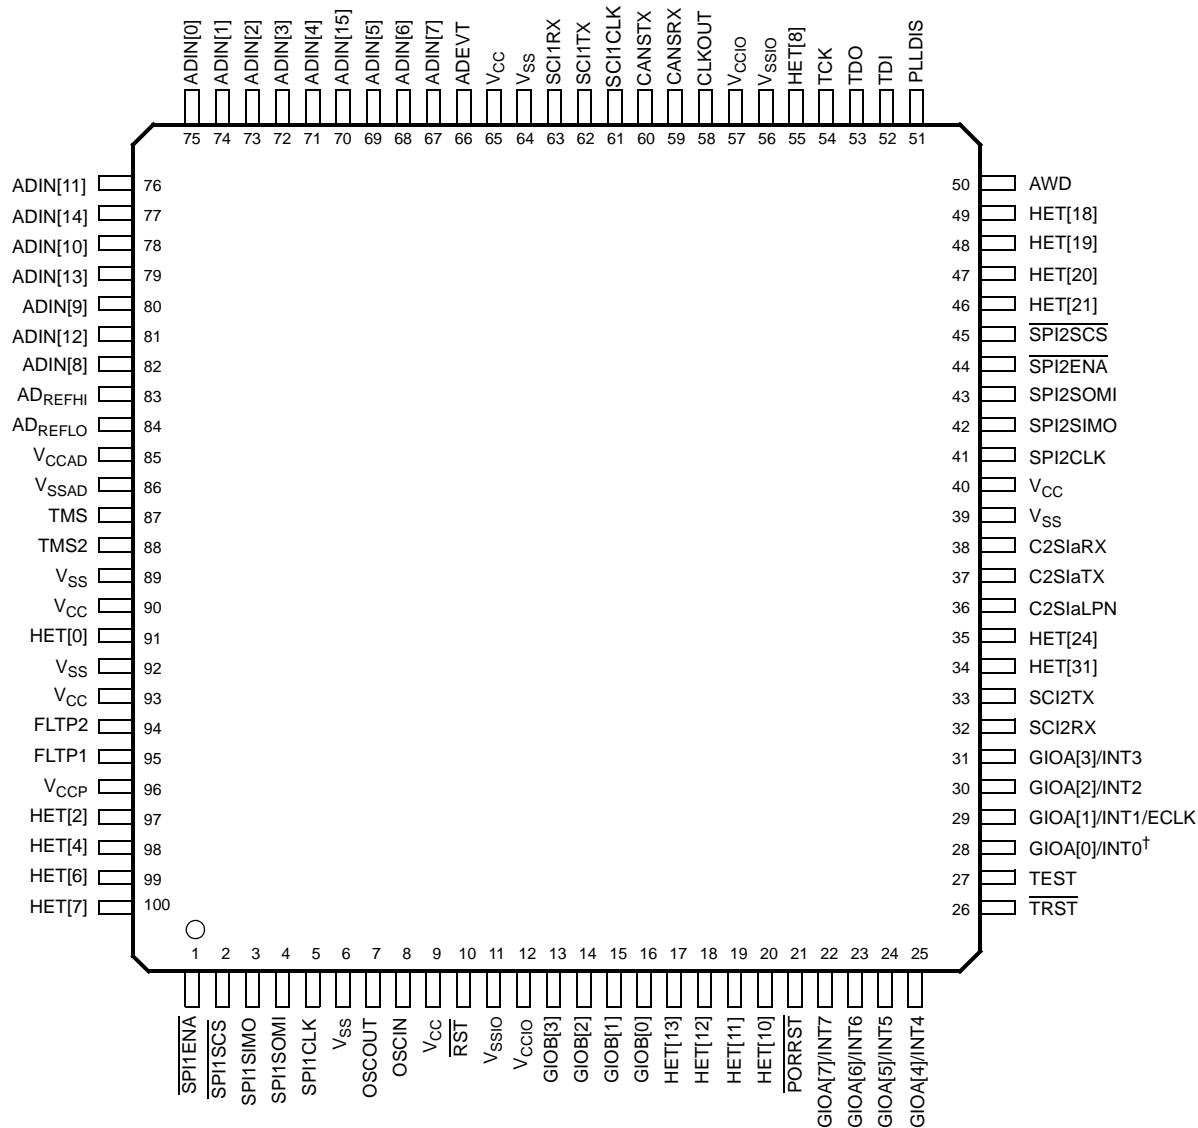 ADIN[0] ADIN[1] ADIN[2] ADIN[3] ADIN[4] ADIN[15] ADIN[5] ADIN[6] ADIN[7] ADEVT VCC VSS SCI1RX SCI1TX SCI1CLK CANSTX CANSRX CLKOUT VCCIO VSSIO HET[8] TCK TDO TDI PLLDIS
75 74 73 72 71 70 69 68 67 66 65 64 63 62 61 60 59 58 57 56 55 54 53 52 51
ADIN[11] 76 50 AWD
ADIN[14] 77 49 HET[18]
ADIN[10] 78 48 HET[19]
ADIN[13] 79 47 HET[20]
ADIN[9] 80 46 HET[21]
ADIN[12] 81 45 SPI2SCS
ADIN[8] 82 44 SPI2ENA
ADREFHI 83 43 SPI2SOMI
ADREFLO 84 42 SPI2SIMO
VCCAD 85 41 SPI2CLK
VSSAD 86 40 VCC
TMS 87 39 VSS
TMS2 88 38 C2SIaRX
VSS 89 37 C2SIaTX
VCC 90 36 C2SIaLPN
HET[0] 91 35 HET[24]
VSS 92 34 HET[31]
VCC 93 33 SCI2TX
FLTP2 94 32 SCI2RX
FLTP1 95 31 GIOA[3]/INT3
VCCP 96 30 GIOA[2]/INT2
HET[2] 97 29 GIOA[1]/INT1/ECLK
HET[4] 98 28 GIOA[0]/INT0†
HET[6] 99 27 TEST
HET[7] 100 26 TRST
1 2 3 4 5 6 7 8 9 10 11 12 13 14 15 16 17 18 19 20 21 22 23 24 25
SPI1ENA SPI1SCS SPI1SIMO SPI1SOMI SPI1CLK VSS OSCOUT OSCIN VCC RST VSSIO VCCIO GIOB[3] GIOB[2] GIOB[1] GIOB[0] HET[13] HET[12] HET[11] HET[10] PORRST GIOA[7]/INT7 GIOA[6]/INT6 GIOA[5]/INT5 GIOA[4]/INT4